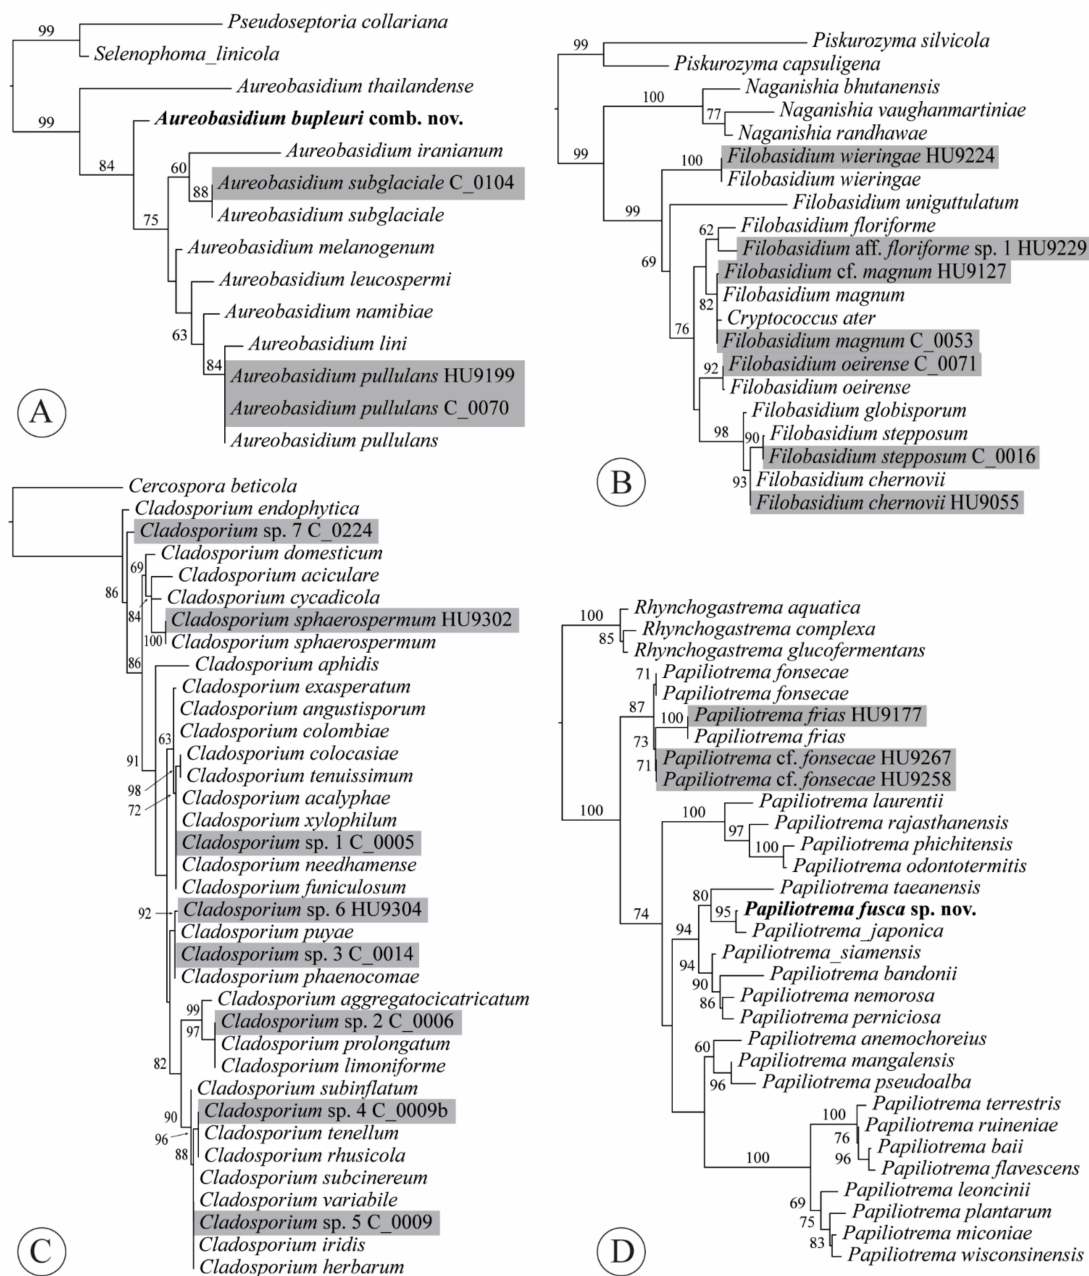 Pseudoseptoria collariana
99
Selenophoma_linicola
Aureobasidium thailandense
99
Aureobasidium bupleuri comb. nov.
84
Aureobasidium iranianum
60
Aureobasidium subglaciale C_0104
88
Aureobasidium subglaciale
75
Aureobasidium melanogenum
Aureobasidium leucospermi
Aureobasidium namibiae
63
Aureobasidium lini
84
Aureobasidium pullulans HU9199
Aureobasidium pullulans C_0070
Aureobasidium pullulans
A
Piskurozyma silvicola
99
Piskurozyma capsuligena
Naganishia bhutanensis
100
77
Naganishia vaughanmartiniae
Naganishia randhawae
99
Filobasidium wieringae HU9224
100
Filobasidium wieringae
99
Filobasidium uniguttulatum
Filobasidium floriforme
62
Filobasidium aff. floriforme sp. 1 HU9229
69
Filobasidium cf. magnum HU9127
Filobasidium magnum
82
Cryptococcus ater
76
Filobasidium magnum C_0053
Filobasidium oeirense C_0071
92
Filobasidium oeirense
Filobasidium globisporum
98
Filobasidium stepposum
90
Filobasidium stepposum C_0016
93
Filobasidium chernovii
Filobasidium chernovii HU9055
B
Cercospora beticola
Cladosporium endophytica
Cladosporium sp. 7 C_0224
Cladosporium domesticum
69
Cladosporium aciculare
86
Cladosporium cycadicola
84
Cladosporium sphaerospermum HU9302
100
Cladosporium sphaerospermum
86
Cladosporium aphidis
Cladosporium exasperatum
Cladosporium angustisporum
Cladosporium colombiae
63
Cladosporium colocasiae
91
Cladosporium tenuissimum
98
Cladosporium acalyphae
72
Cladosporium xylophilum
Cladosporium sp. 1 C_0005
Cladosporium needhamense
Cladosporium funiculosum
92
Cladosporium sp. 6 HU9304
Cladosporium puyae
Cladosporium sp. 3 C_0014
Cladosporium phaenocomae
Cladosporium aggregatocicatricatum
99
Cladosporium sp. 2 C_0006
97
Cladosporium prolongatum
82
Cladosporium limoniforme
Cladosporium subinflatum
90
Cladosporium sp. 4 C_0009b
96
Cladosporium tenellum
88
Cladosporium rhusicola
Cladosporium subcinereum
Cladosporium variabile
Cladosporium sp. 5 C_0009
Cladosporium iridis
Cladosporium herbarum
C
Rhynchogastrema aquatica
100
Rhynchogastrema complexa
85
Rhynchogastrema glucofermentans
Papiliotrema fonsecae
71
Papiliotrema fonsecae
87
Papiliotrema frias HU9177
100
Papiliotrema frias
73
Papiliotrema cf. fonsecae HU9267
71
Papiliotrema cf. fonsecae HU9258
100
Papiliotrema laurentii
100
Papiliotrema rajasthanensis
97
Papiliotrema phichitensis
100
Papiliotrema odontotermitis
Papiliotrema taeanensis
80
Papiliotrema fusca sp. nov.
95
74
Papiliotrema_japonica
94
Papiliotrema_siamensis
94
Papiliotrema bandonii
90
Papiliotrema nemorosa
86
Papiliotrema perniciosa
Papiliotrema anemochoreius
60
Papiliotrema mangalensis
96
Papiliotrema pseudoalba
Papiliotrema terrestris
100
Papiliotrema ruineniae
76
Papiliotrema baii
96
100
Papiliotrema flavescens
Papiliotrema leoncinii
69
Papiliotrema plantarum
75
Papiliotrema miconiae
83
Papiliotrema wisconsinensis
D